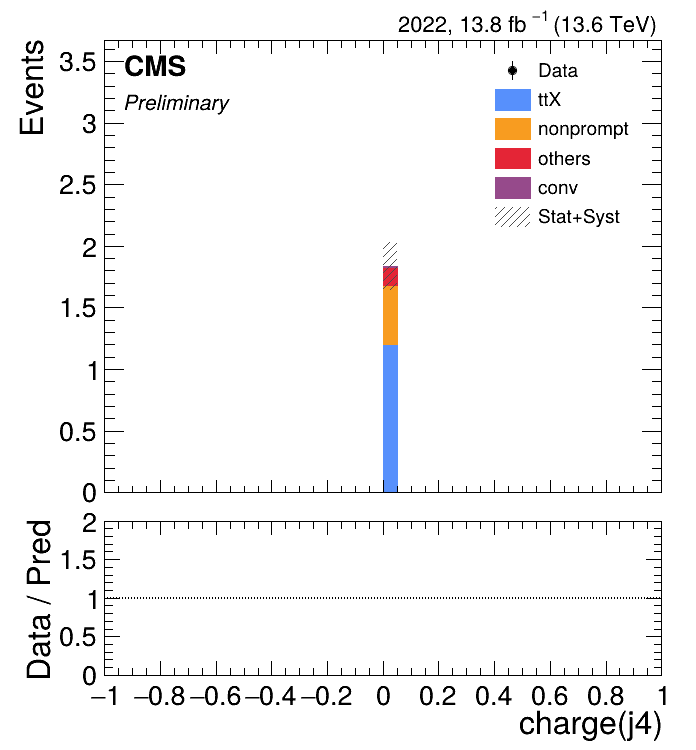 2022, 13.8 fb⁻¹ (13.6 TeV)
CMS
Preliminary
Data
ttX
nonprompt
others
conv
Stat+Syst
Events
3.5
3
2.5
2
1.5
1
0.5
0
Data / Pred
2
1.5
1
0.5
0
−1 −0.8 −0.6 −0.4 −0.2 0 0.2 0.4 0.6 0.8 1
charge(j4)